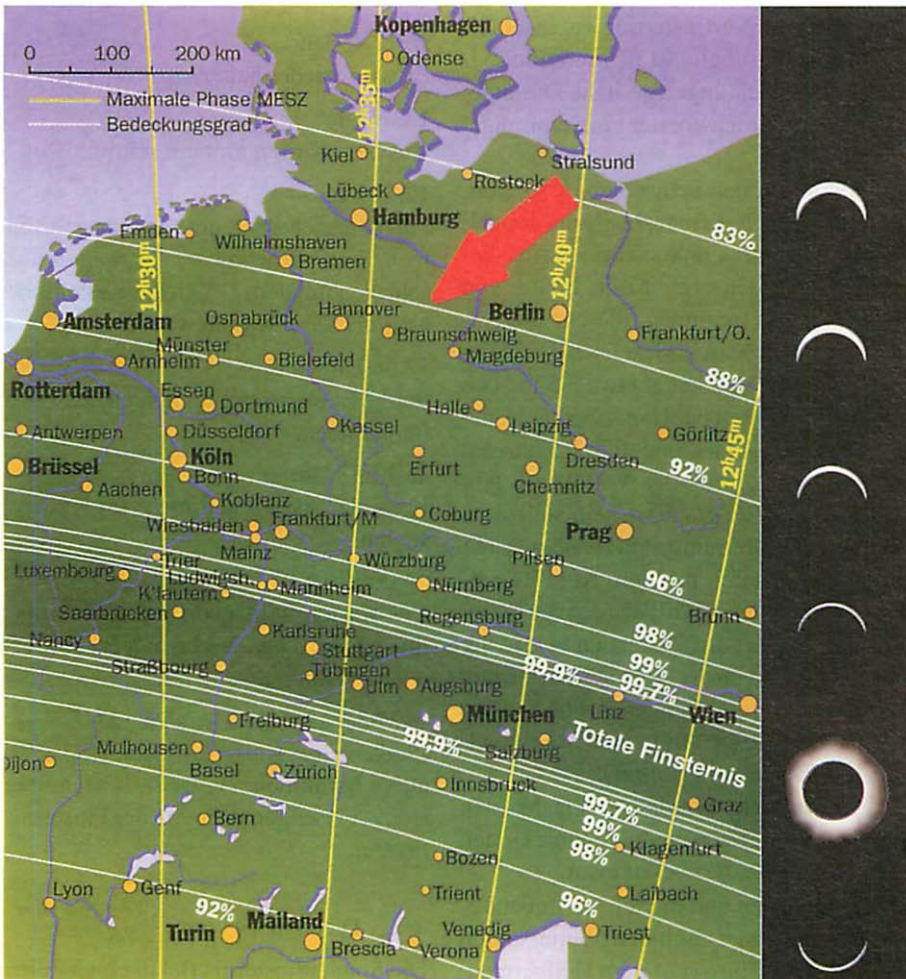 Kopenhagen
0 100 200 km
Odense
Maximale Phase MESZ
Bedeckungsgrad
12h35m
Kiel
Stralsund
Lübeck
Rostock
Hamburg
83%
Emden
Wilhelmshaven
Bremen
12h30m
12h40m
Amsterdam
Osnabrück
Hannover
Berlin
Braunschweig
Frankfurt/O.
Münster
Arnheim
Bielefeld
Magdeburg
Rotterdam
88%
Essen
Dortmund
Halle
Antwerpen
Düsseldorf
Kassel
Leipzig
Görlitz
12h45m
Brüssel
Köln
Erfurt
Dresden
92%
Bonn
Chemnitz
Aachen
Koblenz
Coburg
Wiesbaden
Frankfurt/M
Prag
Mainz
Trier
Würzburg
Pilsen
Luxembourg
Ludwigsh.
Mannheim
Nürnberg
96%
K'lautern
Saarbrücken
Regensburg
Brünn
Nancy
Karlsruhe
98%
Stuttgart
99%
Straßbourg
Tübingen
99,9%
99,7%
Ulm
Augsburg
Linz
Wien
Freiburg
München
99,9%
Salzburg
Totale Finsternis
Mulhousen
Dijon
Basel
Zürich
Innsbruck
99,7%
Graz
Bern
99%
98%
Klagenfurt
Bozen
Lyon
Genf
Trient
Laibach
92%
96%
Turin
Mailand
Brescia
Verona
Venedig
Triest